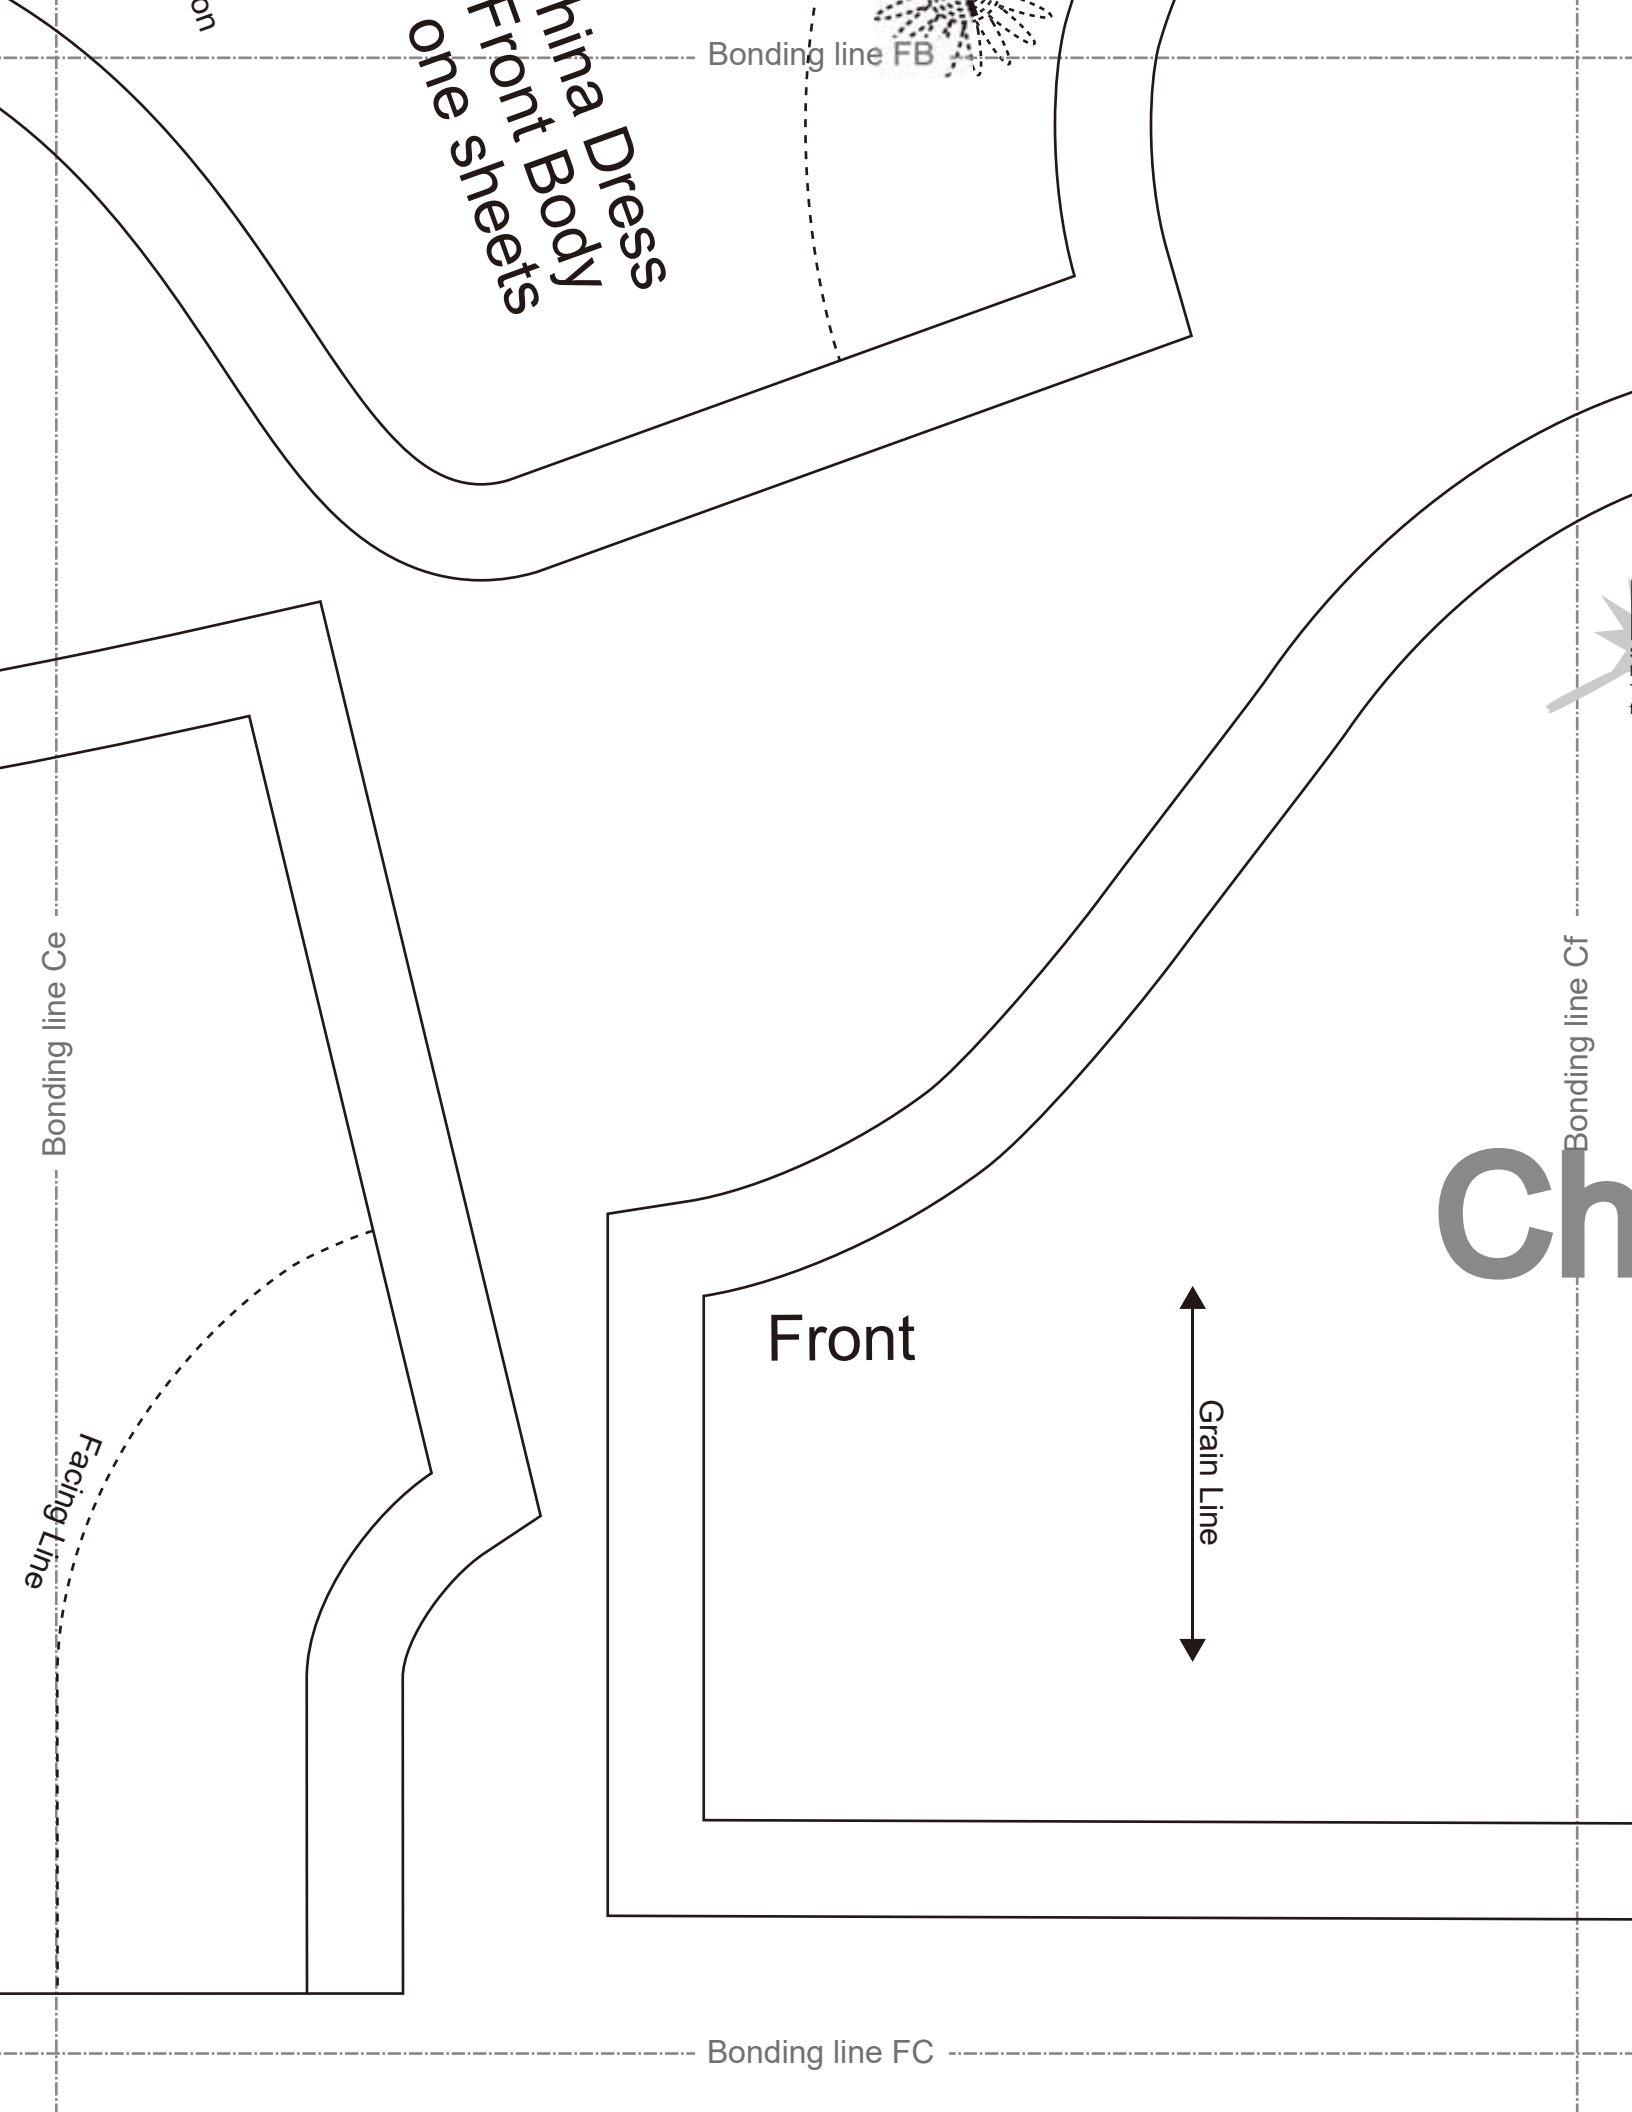 on
hina Dress
Front Body
one sheets
Bonding line FB
Bonding line Ce
Bonding line Cf
Ch
Front
Grain Line
Facing Line
Bonding line FC